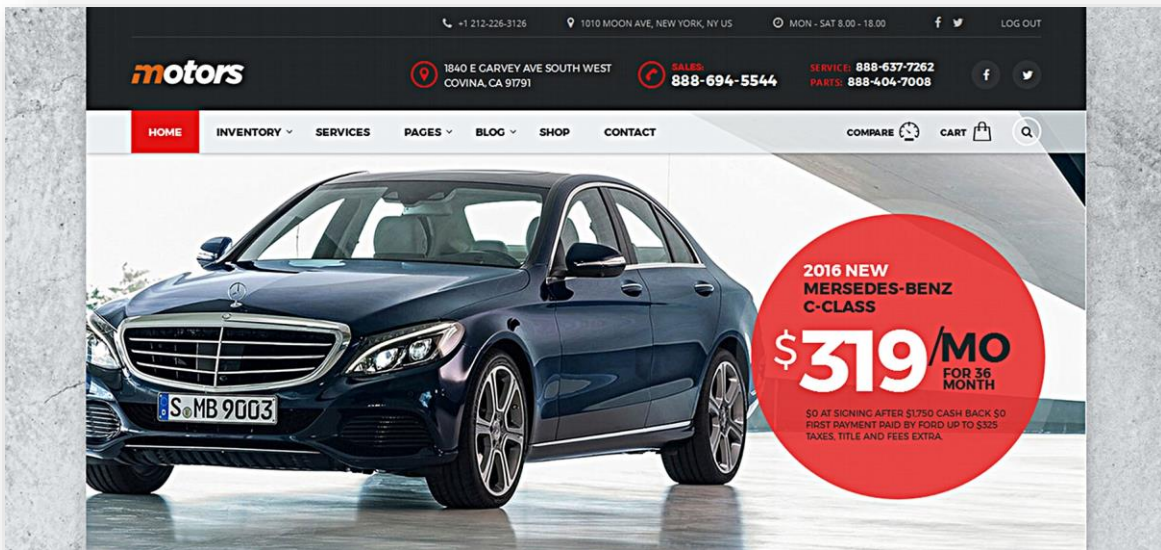 +1 212-226-3126 1010 MOON AVE, NEW YORK, NY US MON - SAT 8.00 - 18.00 LOG OUT
motors
1840 E GARVEY AVE SOUTH WEST
COVINA, CA 91791
SALES:
888-694-5544
SERVICE: 888-637-7262
PARTS: 888-404-7008
HOME INVENTORY SERVICES PAGES BLOG SHOP CONTACT COMPARE CART
2016 NEW
MERSEDES-BENZ
C-CLASS
$319/MO
FOR 36
MONTH
$0 AT SIGNING AFTER $1,750 CASH BACK $0
FIRST PAYMENT PAID BY FORD UP TO $325
TAXES, TITLE AND FEES EXTRA.
S MB 9003